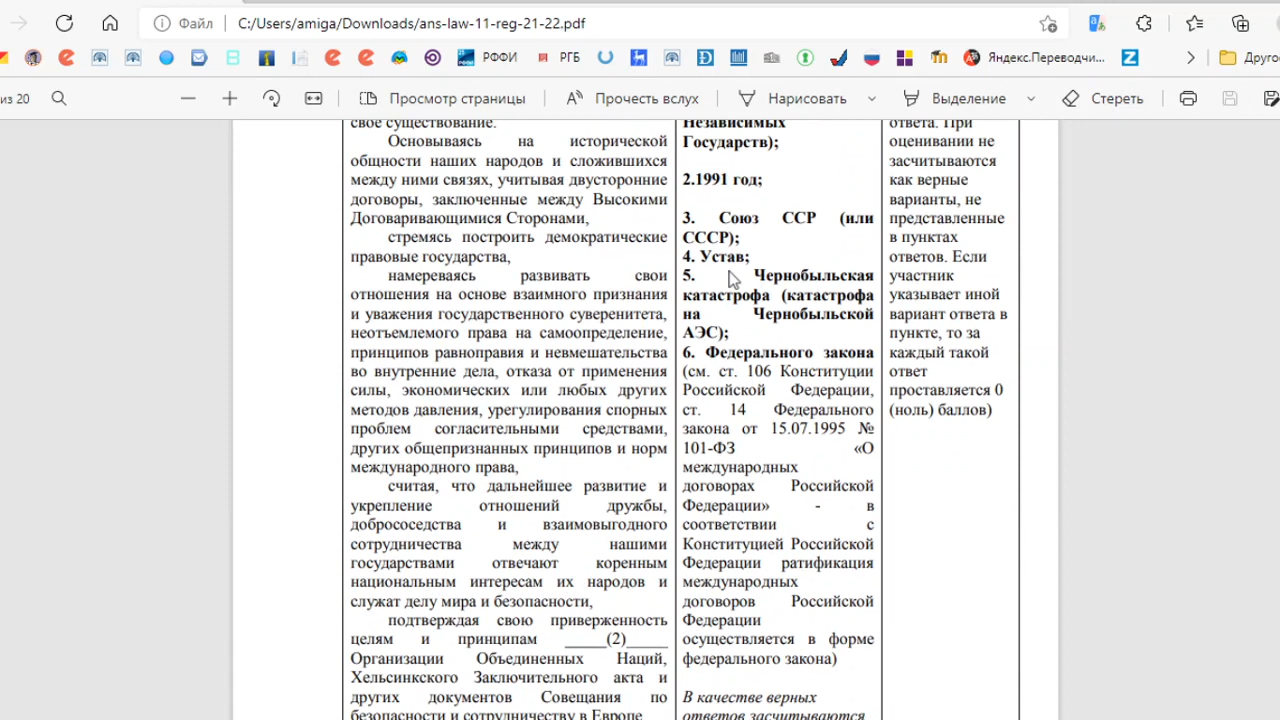 Файл
C:/Users/amiga/Downloads/ans-law-11-reg-21-22.pdf
РФФИ
РГБ
Яндекс.Переводчи...
Друго
из 20
Просмотр страницы
Прочесть вслух
Нарисовать
Выделение
Стереть
свое существование.
Основываясь на исторической
общности наших народов и сложившихся
между ними связях, учитывая двусторонние
договоры, заключенные между Высокими
Договаривающимися Сторонами,
стремясь построить демократические
правовые государства,
намереваясь развивать свои
отношения на основе взаимного признания
и уважения государственного суверенитета,
неотъемлемого права на самоопределение,
принципов равноправия и невмешательства
во внутренние дела, отказа от применения
силы, экономических или любых других
методов давления, урегулирования спорных
проблем согласительными средствами,
других общепризнанных принципов и норм
международного права,
считая, что дальнейшее развитие и
укрепление отношений дружбы,
добрососедства и взаимовыгодного
сотрудничества между нашими
государствами отвечают коренным
национальным интересам их народов и
служат делу мира и безопасности,
подтверждая свою приверженность
целям и принципам _____(2)_____
Организации Объединенных Наций,
Хельсинкского Заключительного акта и
других документов Совещания по
безопасности и сотрудничеству в Европе
Независимых
Государств);
2.1991 год;
3. Союз ССР (или
СССР);
4. Устав;
5. Чернобыльская
катастрофа (катастрофа
на Чернобыльской
АЭС);
6. Федерального закона
(см. ст. 106 Конституции
Российской Федерации,
ст. 14 Федерального
закона от 15.07.1995 №
101-ФЗ «О
международных
договорах Российской
Федерации» - в
соответствии с
Конституцией Российской
Федерации ратификация
международных
договоров Российской
Федерации
осуществляется в форме
федерального закона)
В качестве верных
ответов засчитываются
ответа. При
оценивании не
засчитываются
как верные
варианты, не
представленные
в пунктах
ответов. Если
участник
указывает иной
вариант ответа в
пункте, то за
каждый такой
ответ
проставляется 0
(ноль) баллов)